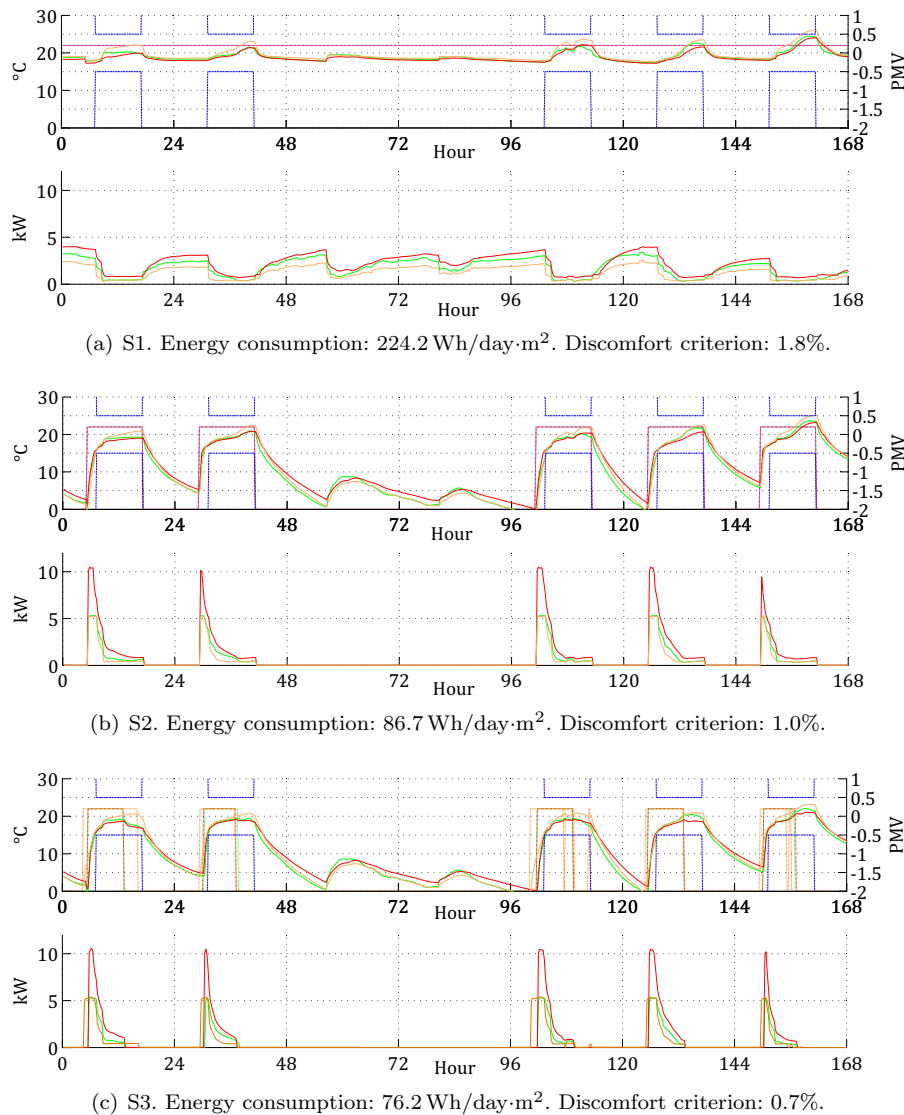 30 1
20 0.5
0
10 -0.5
-1
-1.5
0 -2
°C
PMV
0 24 48 72 96 120 144 168
Hour
10
5
0
kW
0 24 48 72 96 120 144 168
Hour
(a) S1. Energy consumption: 224.2 Wh/day·m². Discomfort criterion: 1.8%.
30 1
20 0.5
0
10 -0.5
-1
-1.5
0 -2
°C
PMV
0 24 48 72 96 120 144 168
Hour
10
5
0
kW
0 24 48 72 96 120 144 168
(b) S2. Energy consumption: 86.7 Wh/day·m². Discomfort criterion: 1.0%.
30 1
20 0.5
0
10 -0.5
-1
-1.5
0 -2
°C
PMV
0 24 48 72 96 120 144 168
Hour
10
5
0
kW
0 24 48 72 96 120 144 168
(c) S3. Energy consumption: 76.2 Wh/day·m². Discomfort criterion: 0.7%.